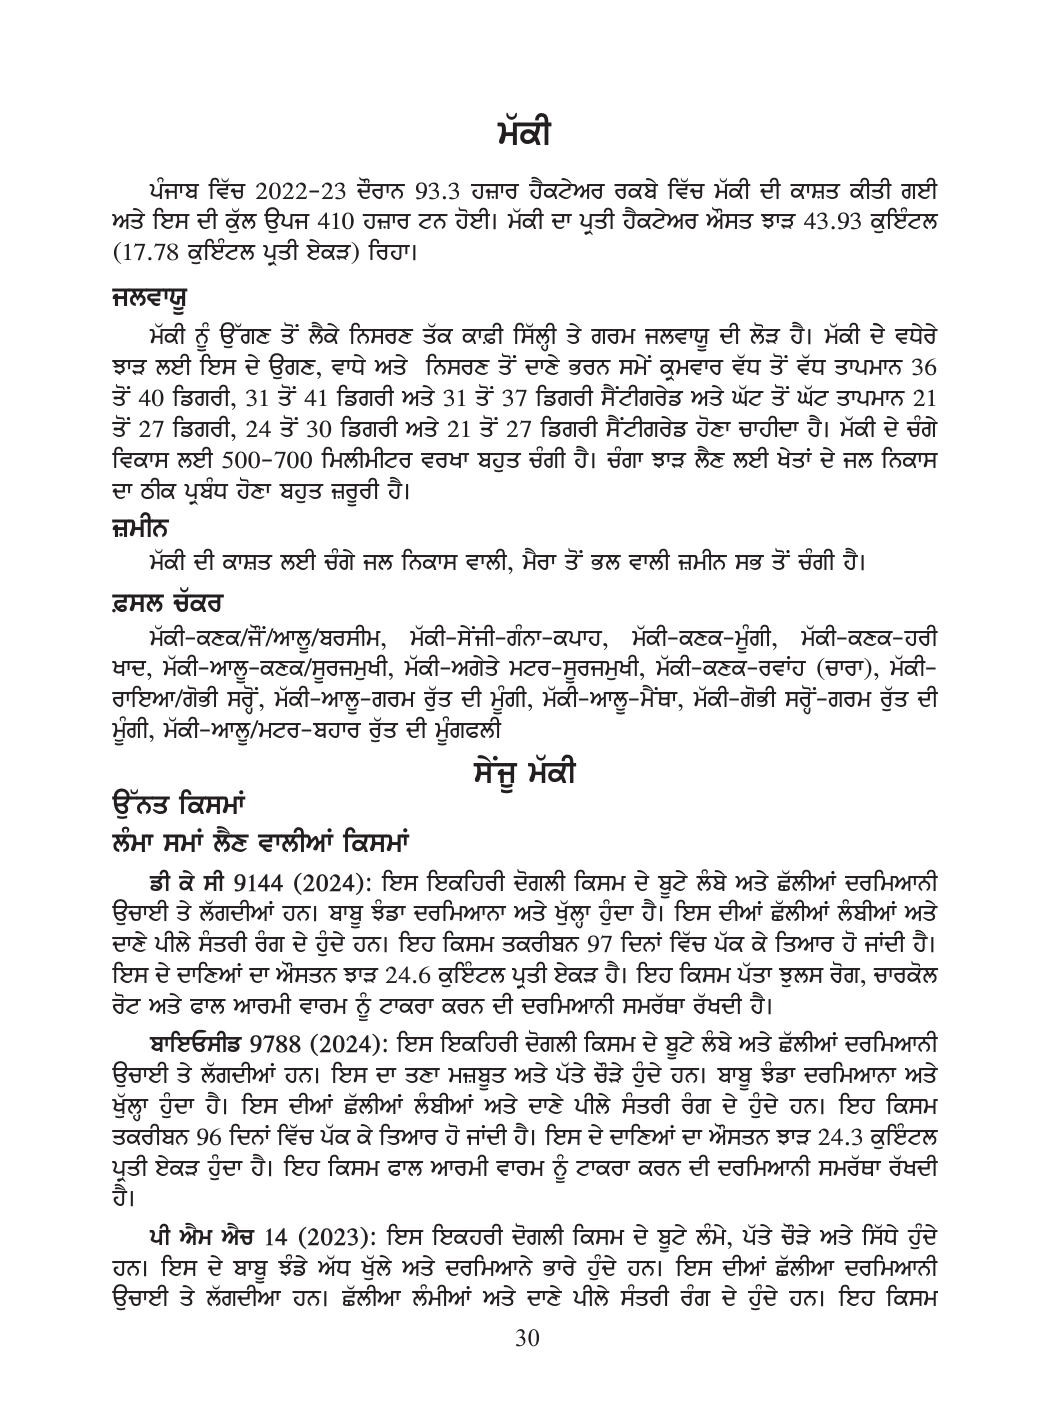 ਮੱਕੀ
ਪੰਜਾਬ ਵਿੱਚ 2022-23 ਦੌਰਾਨ 93.3 ਹਜ਼ਾਰ ਹੈਕਟੇਅਰ ਰਕਬੇ ਵਿੱਚ ਮੱਕੀ ਦੀ ਕਾਸ਼ਤ ਕੀਤੀ ਗਈ
ਅਤੇ ਇਸ ਦੀ ਕੁੱਲ ਉਪਜ 410 ਹਜ਼ਾਰ ਟਨ ਹੋਈ। ਮੱਕੀ ਦਾ ਪ੍ਰਤੀ ਹੈਕਟੇਅਰ ਔਸਤ ਝਾੜ 43.93 ਕੁਇੰਟਲ
(17.78 ਕੁਇੰਟਲ ਪ੍ਰਤੀ ਏਕੜ) ਰਿਹਾ।
ਜਲਵਾਯੂ
ਮੱਕੀ ਨੂੰ ਉੱਗਣ ਤੋਂ ਲੈਕੇ ਨਿਸਰਣ ਤੱਕ ਕਾਫ਼ੀ ਸਿੱਲ੍ਹੀ ਤੇ ਗਰਮ ਜਲਵਾਯੂ ਦੀ ਲੋੜ ਹੈ। ਮੱਕੀ ਦੇ ਵਧੇਰੇ
ਝਾੜ ਲਈ ਇਸ ਦੇ ਉਗਣ, ਵਾਧੇ ਅਤੇ ਨਿਸਰਣ ਤੋਂ ਦਾਣੇ ਭਰਨ ਸਮੇਂ ਕ੍ਰਮਵਾਰ ਵੱਧ ਤੋਂ ਵੱਧ ਤਾਪਮਾਨ 36
ਤੋਂ 40 ਡਿਗਰੀ, 31 ਤੋਂ 41 ਡਿਗਰੀ ਅਤੇ 31 ਤੋਂ 37 ਡਿਗਰੀ ਸੈਂਟੀਗਰੇਡ ਅਤੇ ਘੱਟ ਤੋਂ ਘੱਟ ਤਾਪਮਾਨ 21
ਤੋਂ 27 ਡਿਗਰੀ, 24 ਤੋਂ 30 ਡਿਗਰੀ ਅਤੇ 21 ਤੋਂ 27 ਡਿਗਰੀ ਸੈਂਟੀਗਰੇਡ ਹੋਣਾ ਚਾਹੀਦਾ ਹੈ। ਮੱਕੀ ਦੇ ਚੰਗੇ
ਵਿਕਾਸ ਲਈ 500-700 ਮਿਲੀਮੀਟਰ ਵਰਖਾ ਬਹੁਤ ਚੰਗੀ ਹੈ। ਚੰਗਾ ਝਾੜ ਲੈਣ ਲਈ ਖੇਤਾਂ ਦੇ ਜਲ ਨਿਕਾਸ
ਦਾ ਠੀਕ ਪ੍ਰਬੰਧ ਹੋਣਾ ਬਹੁਤ ਜ਼ਰੂਰੀ ਹੈ।
ਜ਼ਮੀਨ
ਮੱਕੀ ਦੀ ਕਾਸ਼ਤ ਲਈ ਚੰਗੇ ਜਲ ਨਿਕਾਸ ਵਾਲੀ, ਮੈਰਾ ਤੋਂ ਭਲ ਵਾਲੀ ਜ਼ਮੀਨ ਸਭ ਤੋਂ ਚੰਗੀ ਹੈ।
ਫ਼ਸਲ ਚੱਕਰ
ਮੱਕੀ-ਕਣਕ/ਜੌਂ/ਆਲੂ/ਬਰਸੀਮ, ਮੱਕੀ-ਸੇਂਜੀ-ਗੰਨਾ-ਕਪਾਹ, ਮੱਕੀ-ਕਣਕ-ਮੂੰਗੀ, ਮੱਕੀ-ਕਣਕ-ਹਰੀ
ਖਾਦ, ਮੱਕੀ-ਆਲੂ-ਕਣਕ/ਸੂਰਜਮੁਖੀ, ਮੱਕੀ-ਅਗੇਤੇ ਮਟਰ-ਸੂਰਜਮੁਖੀ, ਮੱਕੀ-ਕਣਕ-ਰਵਾਂਹ (ਚਾਰਾ), ਮੱਕੀ-
ਰਾਇਆ/ਗੋਭੀ ਸਰ੍ਹੋਂ, ਮੱਕੀ-ਆਲੂ-ਗਰਮ ਰੁੱਤ ਦੀ ਮੂੰਗੀ, ਮੱਕੀ-ਆਲੂ-ਮੈਂਥਾ, ਮੱਕੀ-ਗੋਭੀ ਸਰ੍ਹੋਂ-ਗਰਮ ਰੁੱਤ ਦੀ
ਮੂੰਗੀ, ਮੱਕੀ-ਆਲੂ/ਮਟਰ-ਬਹਾਰ ਰੁੱਤ ਦੀ ਮੂੰਗਫਲੀ
ਸੇਂਜੂ ਮੱਕੀ
ਉੱਨਤ ਕਿਸਮਾਂ
ਲੰਮਾ ਸਮਾਂ ਲੈਣ ਵਾਲੀਆਂ ਕਿਸਮਾਂ
ਡੀ ਕੇ ਸੀ 9144 (2024): ਇਸ ਇਕਹਿਰੀ ਦੋਗਲੀ ਕਿਸਮ ਦੇ ਬੂਟੇ ਲੰਬੇ ਅਤੇ ਛੱਲੀਆਂ ਦਰਮਿਆਨੀ
ਉਚਾਈ ਤੇ ਲੱਗਦੀਆਂ ਹਨ। ਬਾਬੂ ਝੰਡਾ ਦਰਮਿਆਨਾ ਅਤੇ ਖੁੱਲ੍ਹਾ ਹੁੰਦਾ ਹੈ। ਇਸ ਦੀਆਂ ਛੱਲੀਆਂ ਲੰਬੀਆਂ ਅਤੇ
ਦਾਣੇ ਪੀਲੇ ਸੰਤਰੀ ਰੰਗ ਦੇ ਹੁੰਦੇ ਹਨ। ਇਹ ਕਿਸਮ ਤਕਰੀਬਨ 97 ਦਿਨਾਂ ਵਿੱਚ ਪੱਕ ਕੇ ਤਿਆਰ ਹੋ ਜਾਂਦੀ ਹੈ।
ਇਸ ਦੇ ਦਾਣਿਆਂ ਦਾ ਔਸਤਨ ਝਾੜ 24.6 ਕੁਇੰਟਲ ਪ੍ਰਤੀ ਏਕੜ ਹੈ। ਇਹ ਕਿਸਮ ਪੱਤਾ ਝੁਲਸ ਰੋਗ, ਚਾਰਕੋਲ
ਰੋਟ ਅਤੇ ਫਾਲ ਆਰਮੀ ਵਾਰਮ ਨੂੰ ਟਾਕਰਾ ਕਰਨ ਦੀ ਦਰਮਿਆਨੀ ਸਮਰੱਥਾ ਰੱਖਦੀ ਹੈ।
ਬਾਇਓਸੀਡ 9788 (2024): ਇਸ ਇਕਹਿਰੀ ਦੋਗਲੀ ਕਿਸਮ ਦੇ ਬੂਟੇ ਲੰਬੇ ਅਤੇ ਛੱਲੀਆਂ ਦਰਮਿਆਨੀ
ਉਚਾਈ ਤੇ ਲੱਗਦੀਆਂ ਹਨ। ਇਸ ਦਾ ਤਣਾ ਮਜ਼ਬੂਤ ਅਤੇ ਪੱਤੇ ਚੌੜੇ ਹੁੰਦੇ ਹਨ। ਬਾਬੂ ਝੰਡਾ ਦਰਮਿਆਨਾ ਅਤੇ
ਖੁੱਲ੍ਹਾ ਹੁੰਦਾ ਹੈ। ਇਸ ਦੀਆਂ ਛੱਲੀਆਂ ਲੰਬੀਆਂ ਅਤੇ ਦਾਣੇ ਪੀਲੇ ਸੰਤਰੀ ਰੰਗ ਦੇ ਹੁੰਦੇ ਹਨ। ਇਹ ਕਿਸਮ
ਤਕਰੀਬਨ 96 ਦਿਨਾਂ ਵਿੱਚ ਪੱਕ ਕੇ ਤਿਆਰ ਹੋ ਜਾਂਦੀ ਹੈ। ਇਸ ਦੇ ਦਾਣਿਆਂ ਦਾ ਔਸਤਨ ਝਾੜ 24.3 ਕੁਇੰਟਲ
ਪ੍ਰਤੀ ਏਕੜ ਹੁੰਦਾ ਹੈ। ਇਹ ਕਿਸਮ ਫਾਲ ਆਰਮੀ ਵਾਰਮ ਨੂੰ ਟਾਕਰਾ ਕਰਨ ਦੀ ਦਰਮਿਆਨੀ ਸਮਰੱਥਾ ਰੱਖਦੀ
ਹੈ।
ਪੀ ਐਮ ਐਚ 14 (2023): ਇਸ ਇਕਹਰੀ ਦੋਗਲੀ ਕਿਸਮ ਦੇ ਬੂਟੇ ਲੰਮੇ, ਪੱਤੇ ਚੌੜੇ ਅਤੇ ਸਿੱਧੇ ਹੁੰਦੇ
ਹਨ। ਇਸ ਦੇ ਬਾਬੂ ਝੰਡੇ ਅੱਧ ਖੁੱਲੇ ਅਤੇ ਦਰਮਿਆਨੇ ਭਾਰੇ ਹੁੰਦੇ ਹਨ। ਇਸ ਦੀਆਂ ਛੱਲੀਆ ਦਰਮਿਆਨੀ
ਉਚਾਈ ਤੇ ਲੱਗਦੀਆ ਹਨ। ਛੱਲੀਆ ਲੰਮੀਆਂ ਅਤੇ ਦਾਣੇ ਪੀਲੇ ਸੰਤਰੀ ਰੰਗ ਦੇ ਹੁੰਦੇ ਹਨ। ਇਹ ਕਿਸਮ
30